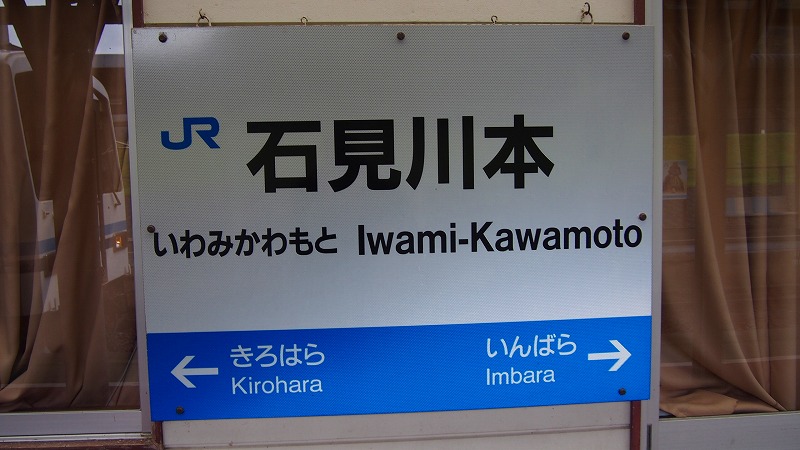 JR 石見川本
いわみかわもと Iwami-Kawamoto
← きろはら
Kirohara
いんばら →
Imbara